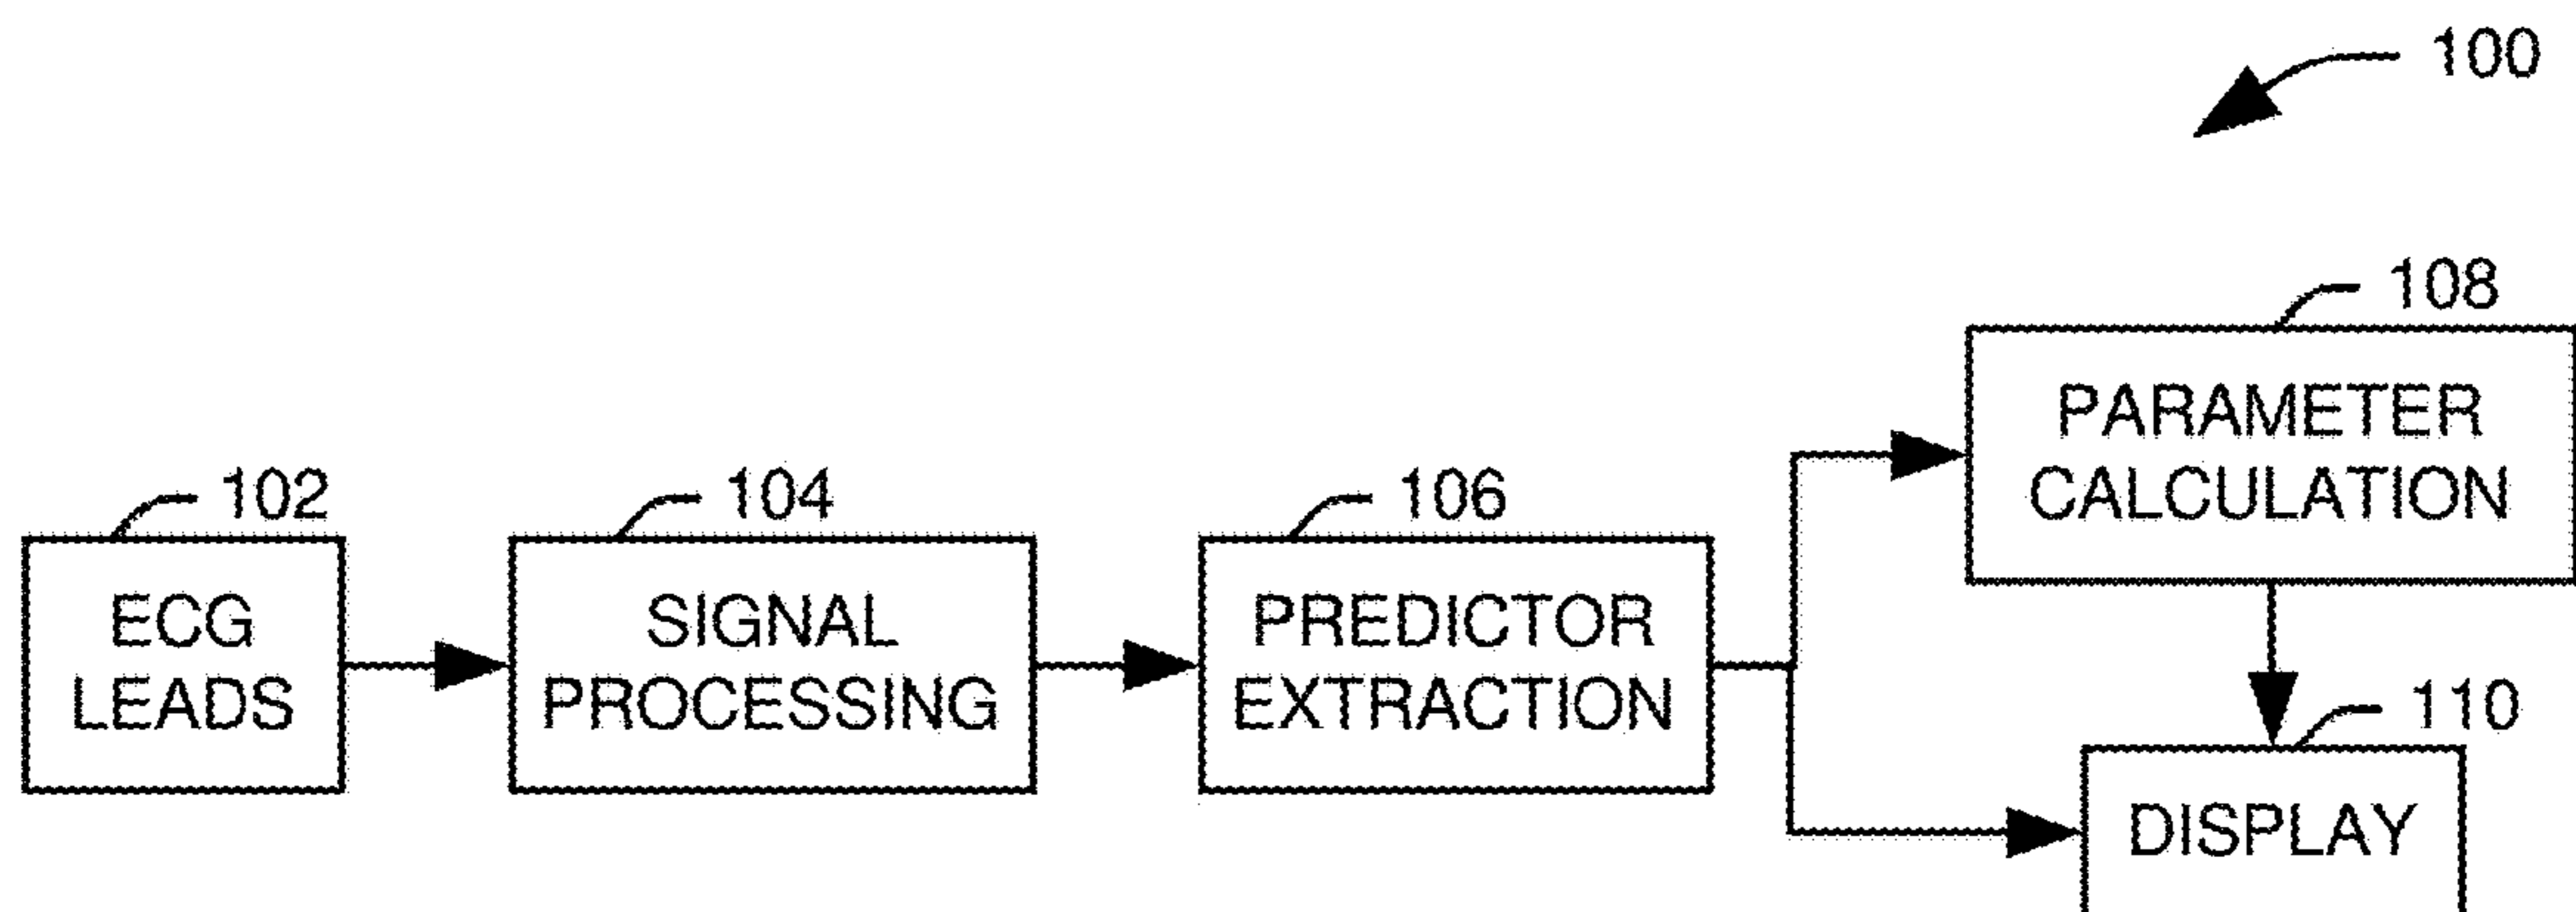 100
108
PARAMETER
CALCULATION
102
104
106
ECG
LEADS
SIGNAL
PROCESSING
PREDICTOR
EXTRACTION
110
DISPLAY